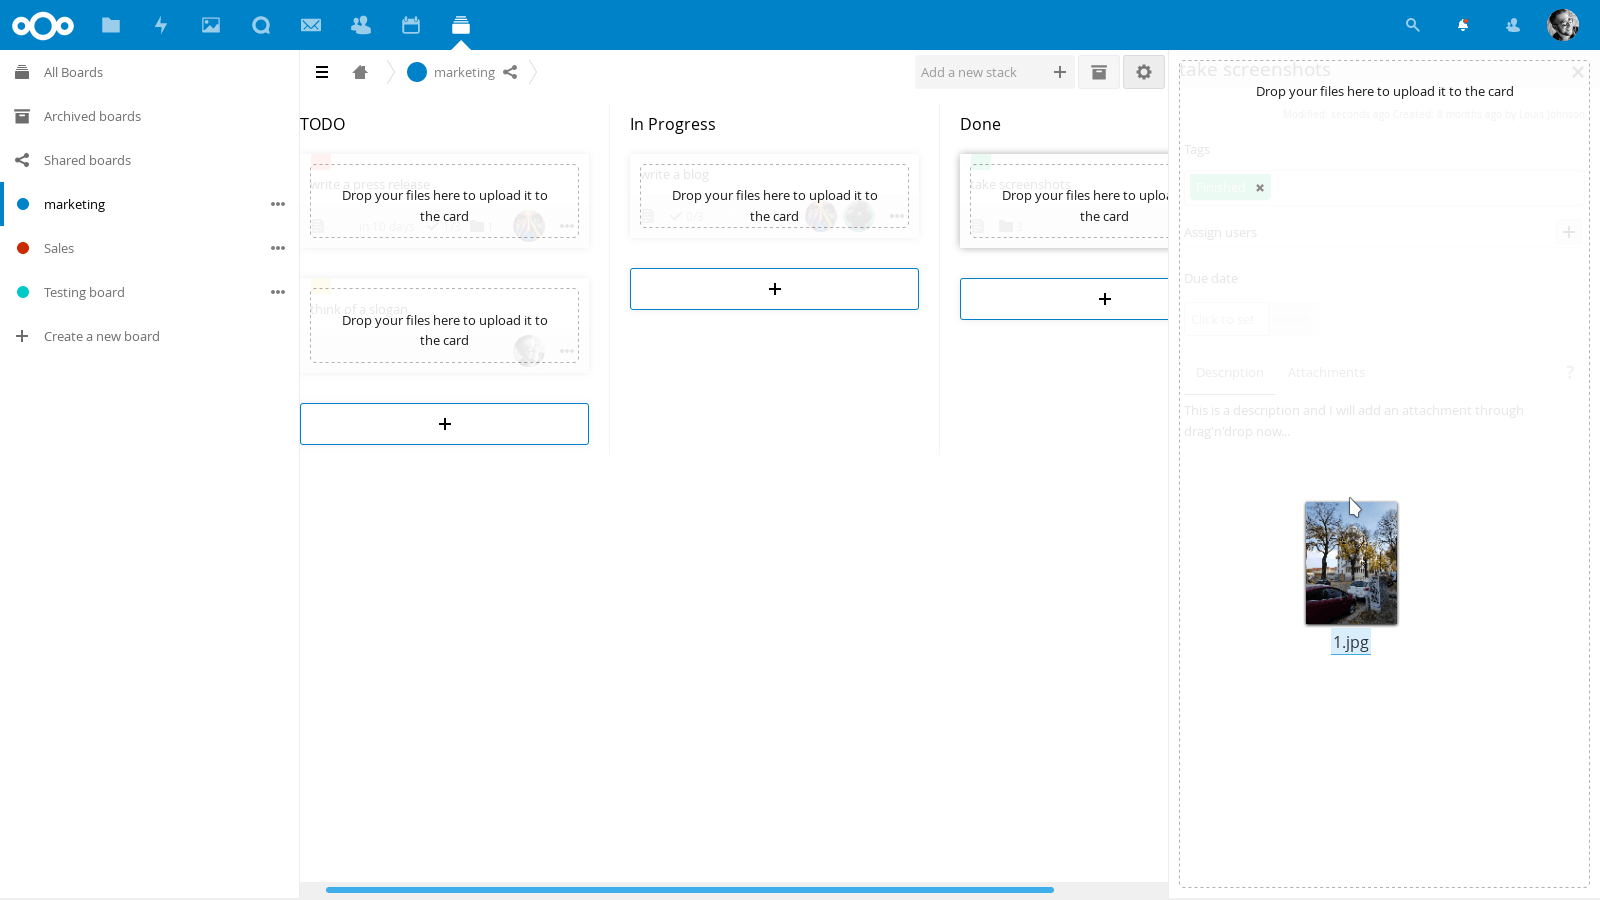 All Boards
Archived boards
Shared boards
marketing
Sales
Testing board
Create a new board
marketing
Add a new stack
TODO
write a press release
Drop your files here to upload it to
the card
in 19 days
1/3
think of a slogan
Drop your files here to upload it to
the card
In Progress
write a blog
Drop your files here to upload it to
the card
0/3
Done
take screenshots
Drop your files here to uploa
the card
3
take screenshots
Drop your files here to upload it to the card
Modified: seconds ago Created: 6 months ago by Louis Johnson
Tags
Finished
Assign users
Due date
Click to set
Description
Attachments
?
This is a description and I will add an attachment through
drag'n'drop now...
1.jpg